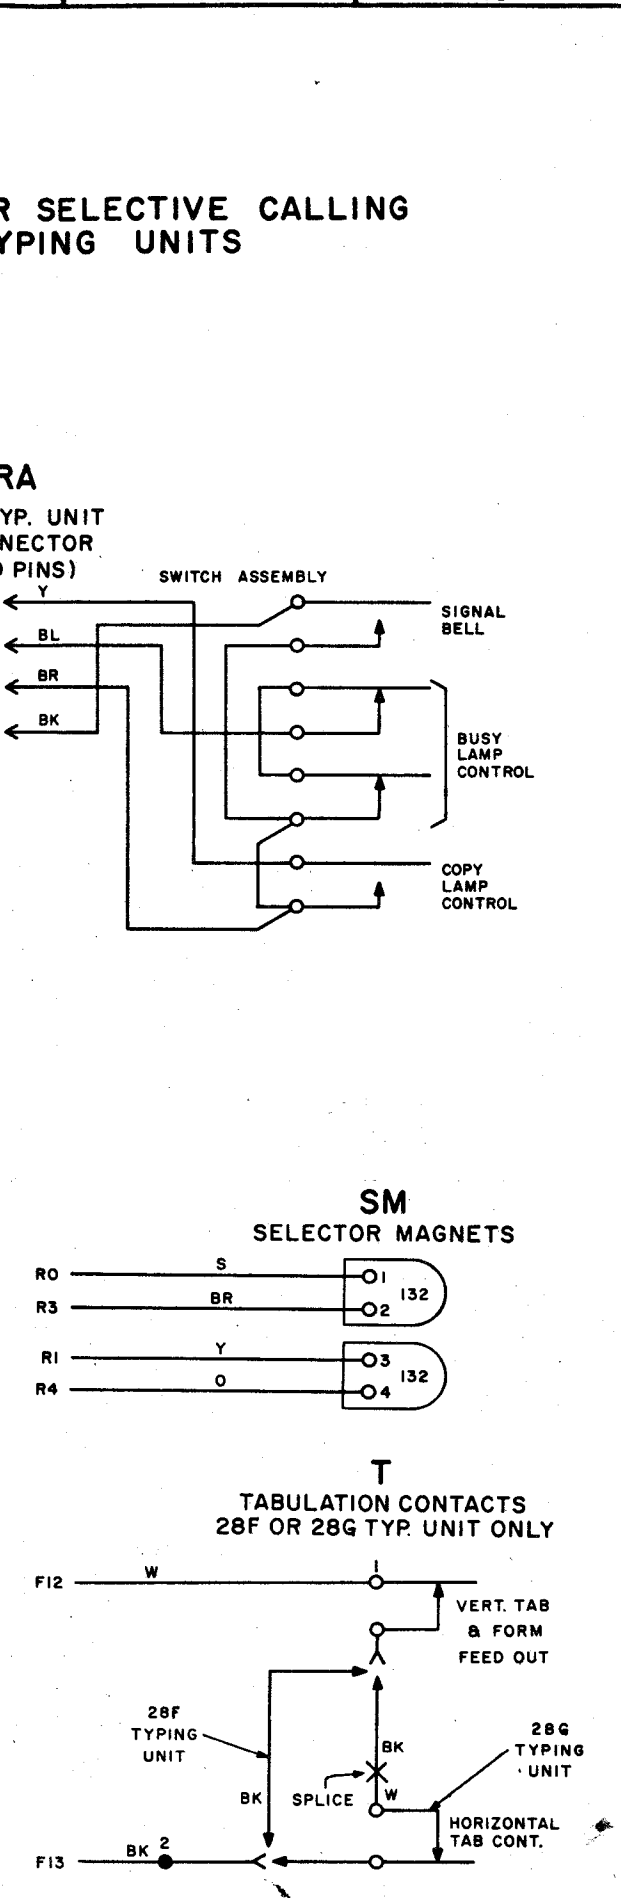 R SELECTIVE CALLING
YPING UNITS
RA
YP. UNIT
NECTOR
PINS)
SWITCH ASSEMBLY
Y
SIGNAL
BELL
BL
BR
BK
BUSY
LAMP
CONTROL
COPY
LAMP
CONTROL
SM
SELECTOR MAGNETS
R0 S 1
132
R3 BR 2
R1 Y 3
132
R4 O 4
T
TABULATION CONTACTS
28F OR 28G TYP. UNIT ONLY
F12 W 1
VERT. TAB
& FORM
FEED OUT
28F
TYPING
UNIT
28G
TYPING
UNIT
BK
BK SPLICE W
HORIZONTAL
TAB CONT.
F13 BK 2